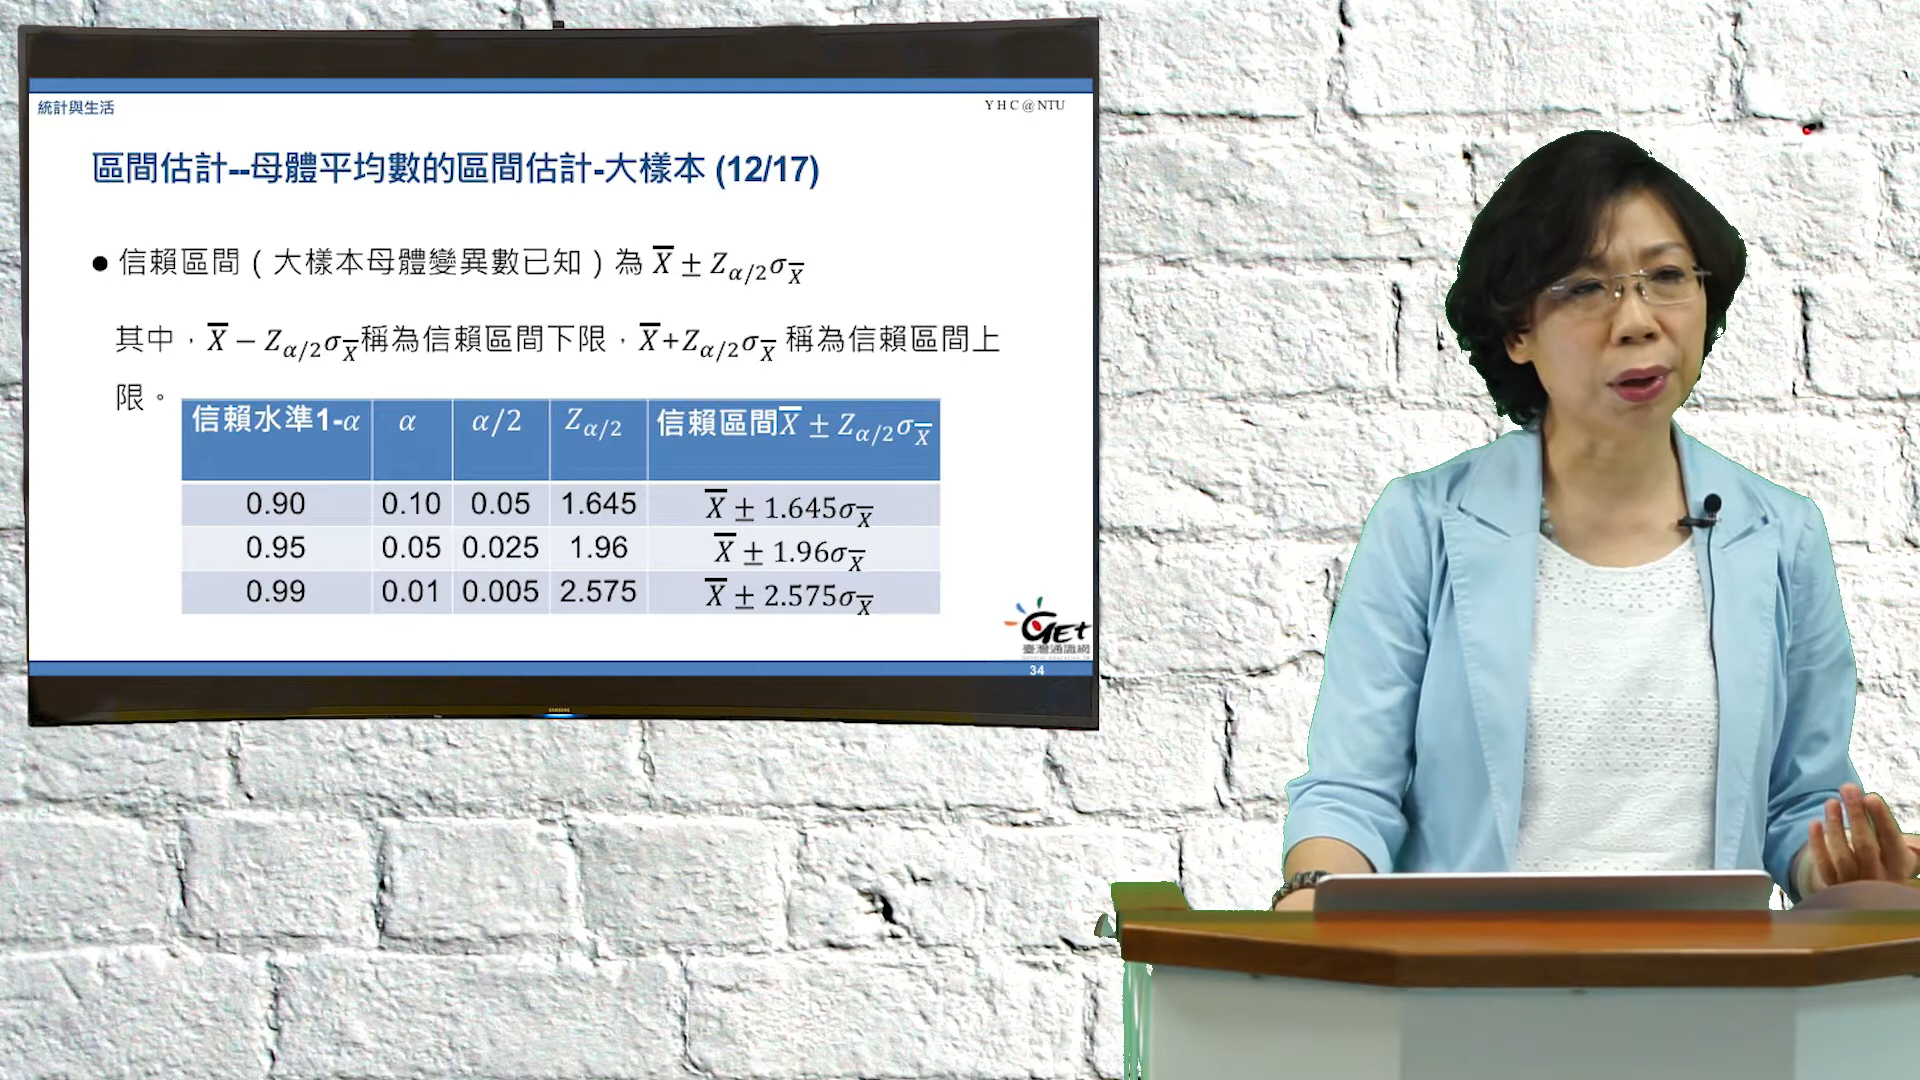 統計與生活
Y H C @ NTU
區間估計--母體平均數的區間估計-大樣本 (12/17)
● 信賴區間（大樣本母體變異數已知）為 X̅ ± Z_{α/2}σ_X̅
其中，X̅ − Z_{α/2}σ_X̅稱為信賴區間下限，X̅+Z_{α/2}σ_X̅ 稱為信賴區間上
限。
信賴水準1-α α α/2 Z_{α/2} 信賴區間X̅ ± Z_{α/2}σ_X̅
0.90 0.10 0.05 1.645 X̅ ± 1.645σ_X̅
0.95 0.05 0.025 1.96 X̅ ± 1.96σ_X̅
0.99 0.01 0.005 2.575 X̅ ± 2.575σ_X̅
GEt
臺灣通識網
34
SAMSUNG